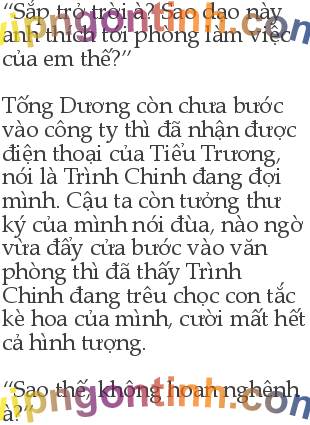 “Sắp trở trời à? Sao dạo này
anh thích tới phòng làm việc
của em thế?”
Tống Dương còn chưa bước
vào công ty thì đã nhận được
điện thoại của Tiểu Trương,
nói là Trình Chinh đang đợi
mình. Cậu ta còn tưởng thư
ký của mình nói đùa, nào ngờ
vừa đẩy cửa bước vào văn
phòng thì đã thấy Trình
Chinh đang trêu chọc con tắc
kè hoa của mình, cười mất hết
cả hình tượng.
“Sao thế, không hoan nghênh
à?”
vipngontinh.com
vipngontinh.com